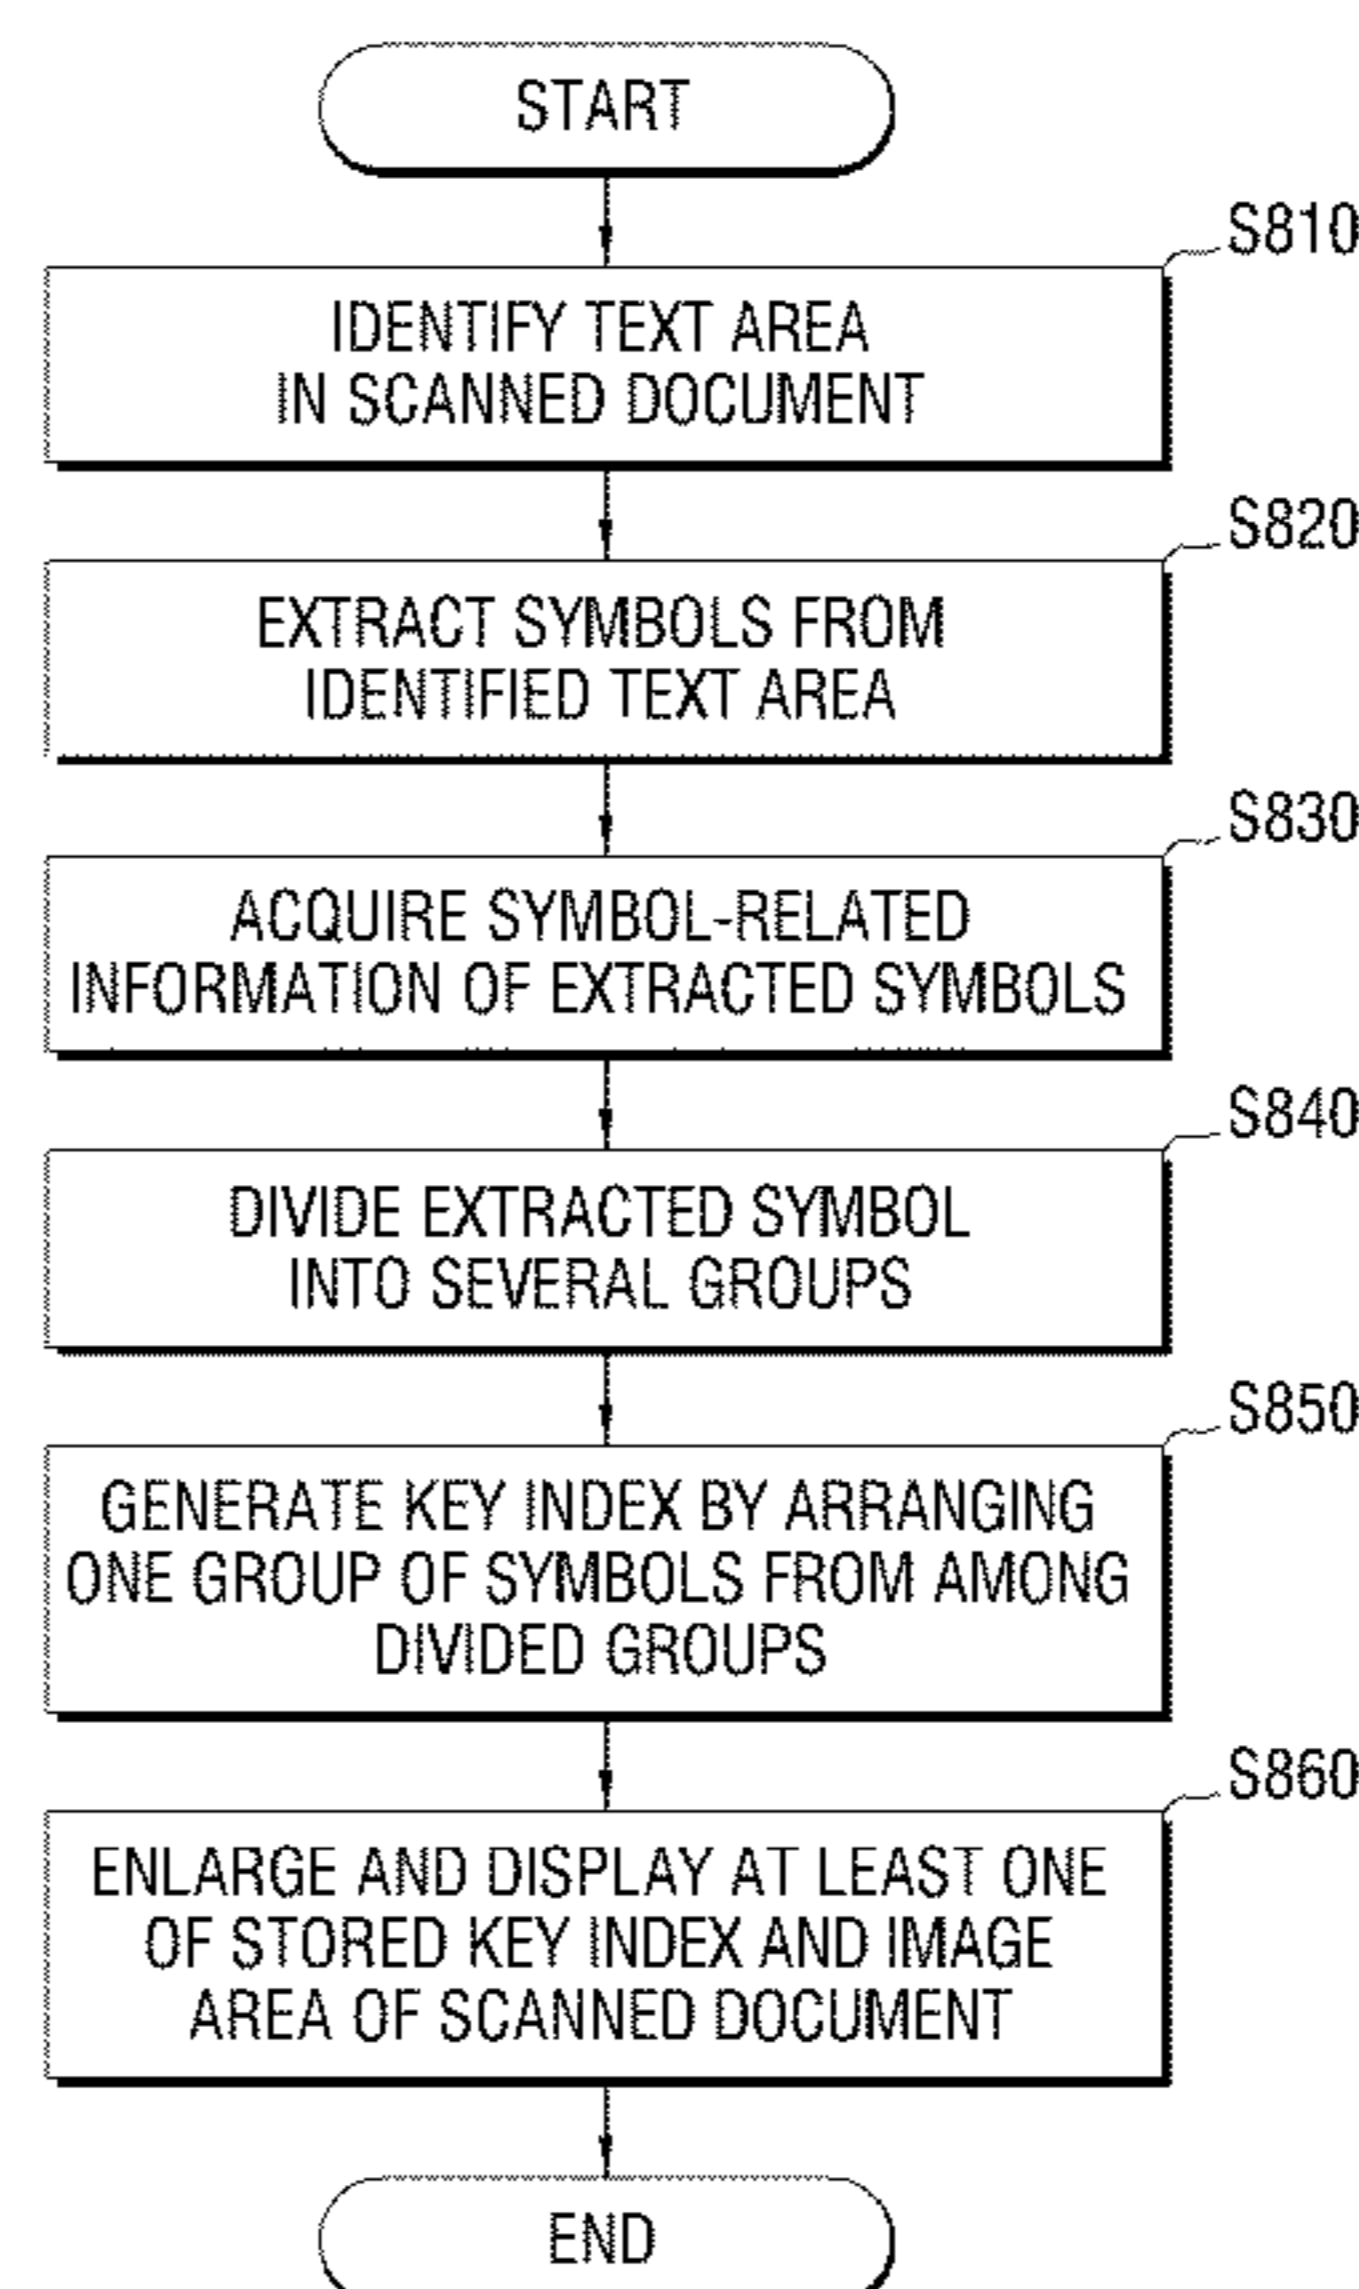 START
S810
IDENTIFY TEXT AREA
IN SCANNED DOCUMENT
S820
EXTRACT SYMBOLS FROM
IDENTIFIED TEXT AREA
S830
ACQUIRE SYMBOL-RELATED
INFORMATION OF EXTRACTED SYMBOLS
S840
DIVIDE EXTRACTED SYMBOL
INTO SEVERAL GROUPS
S850
GENERATE KEY INDEX BY ARRANGING
ONE GROUP OF SYMBOLS FROM AMONG
DIVIDED GROUPS
S860
ENLARGE AND DISPLAY AT LEAST ONE
OF STORED KEY INDEX AND IMAGE
AREA OF SCANNED DOCUMENT
END